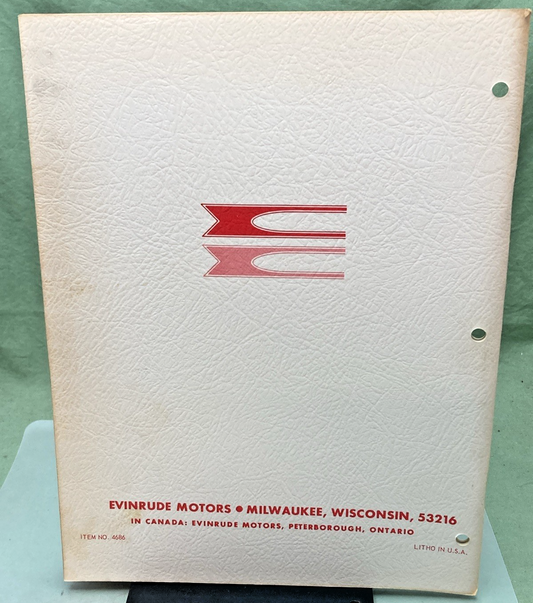 EVINRUDE MOTORS • MILWAUKEE, WISCONSIN, 53216
IN CANADA: EVINRUDE MOTORS, PETERBOROUGH, ONTARIO
ITEM NO. 4686
LITHO IN U.S.A.